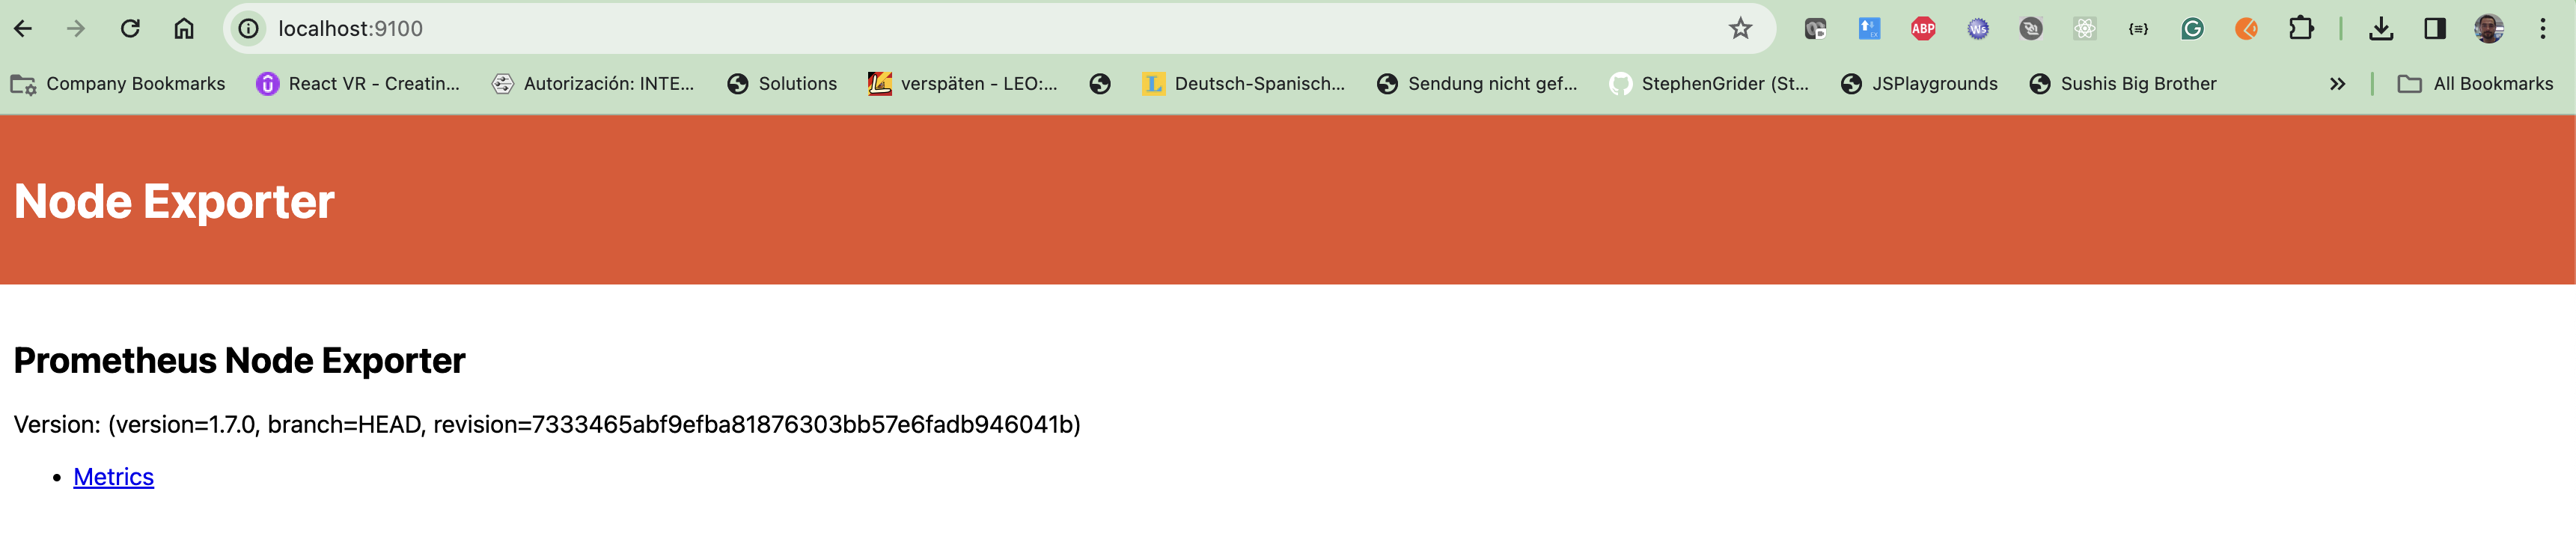 localhost:9100
Company Bookmarks React VR - Creatin... Autorización: INTE... Solutions verspäten - LEO:... Deutsch-Spanisch... Sendung nicht gef... StephenGrider (St... JSPlaygrounds Sushis Big Brother » All Bookmarks
Node Exporter
Prometheus Node Exporter
Version: (version=1.7.0, branch=HEAD, revision=7333465abf9efba81876303bb57e6fadb946041b)
• Metrics